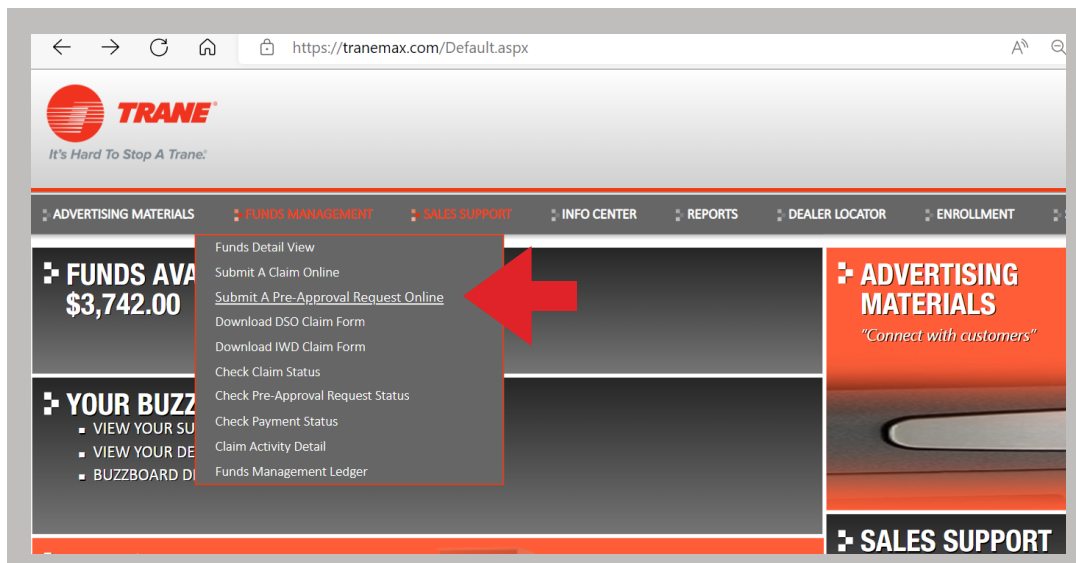 https://tranemax.com/Default.aspx
TRANE
It's Hard To Stop A Trane.
ADVERTISING MATERIALS FUNDS MANAGEMENT SALES SUPPORT INFO CENTER REPORTS DEALER LOCATOR ENROLLMENT
Funds Detail View
Submit A Claim Online
Submit A Pre-Approval Request Online
Download DSO Claim Form
Download IWD Claim Form
Check Claim Status
Check Pre-Approval Request Status
Check Payment Status
Claim Activity Detail
Funds Management Ledger
FUNDS AVA
$3,742.00
YOUR BUZZ
VIEW YOUR SU
VIEW YOUR DE
BUZZBOARD DI
ADVERTISING
MATERIALS
"Connect with customers"
SALES SUPPORT